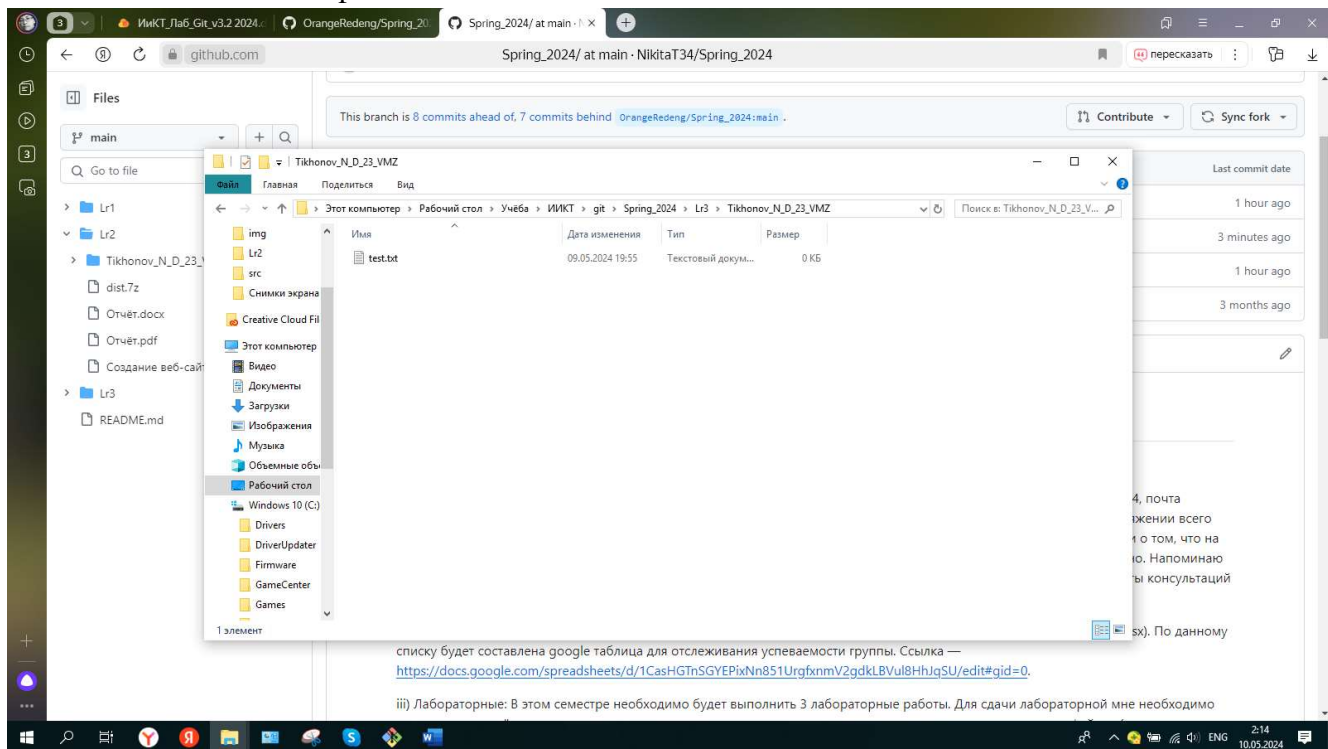 3
ИиКТ_Лаб_Git_v3.2 2024.
OrangeRedeng/Spring_20
Spring_2024/ at main · N
github.com
Spring_2024/ at main · NikitaT34/Spring_2024
пересказать
Files
main
Go to file
Lr1
Lr2
Tikhonov_N_D_23_
dist.7z
Отчёт.docx
Отчёт.pdf
Создание веб-сай
Lr3
README.md
This branch is 8 commits ahead of, 7 commits behind OrangeRedeng/Spring_2024:main .
Contribute
Sync fork
Last commit date
1 hour ago
3 minutes ago
1 hour ago
3 months ago
Tikhonov_N_D_23_VMZ
Файл Главная Поделиться Вид
Этот компьютер › Рабочий стол › Учёба › ИИКТ › git › Spring_2024 › Lr3 › Tikhonov_N_D_23_VMZ
Поиск в: Tikhonov_N_D_23_V...
Имя Дата изменения Тип Размер
test.txt 09.05.2024 19:55 Текстовый докум... 0 КБ
img
Lr2
src
Снимки экрана
Creative Cloud Fil
Этот компьютер
Видео
Документы
Загрузки
Изображения
Музыка
Объемные объ
Рабочий стол
Windows 10 (C:)
Drivers
DriverUpdater
Firmware
GameCenter
Games
1 элемент
4, почта
яжении всего
и о том, что на
но. Напоминаю
ы консультаций
sx). По данному
списку будет составлена google таблица для отслеживания успеваемости группы. Ссылка —
https://docs.google.com/spreadsheets/d/1CasHGTnSGYEPixNn851UrgfxnmV2gdkLBVul8HhJqSU/edit#gid=0.
iii) Лабораторные: В этом семестре необходимо будет выполнить 3 лабораторные работы. Для сдачи лабораторной мне необходимо
3
ENG
2:14
10.05.2024